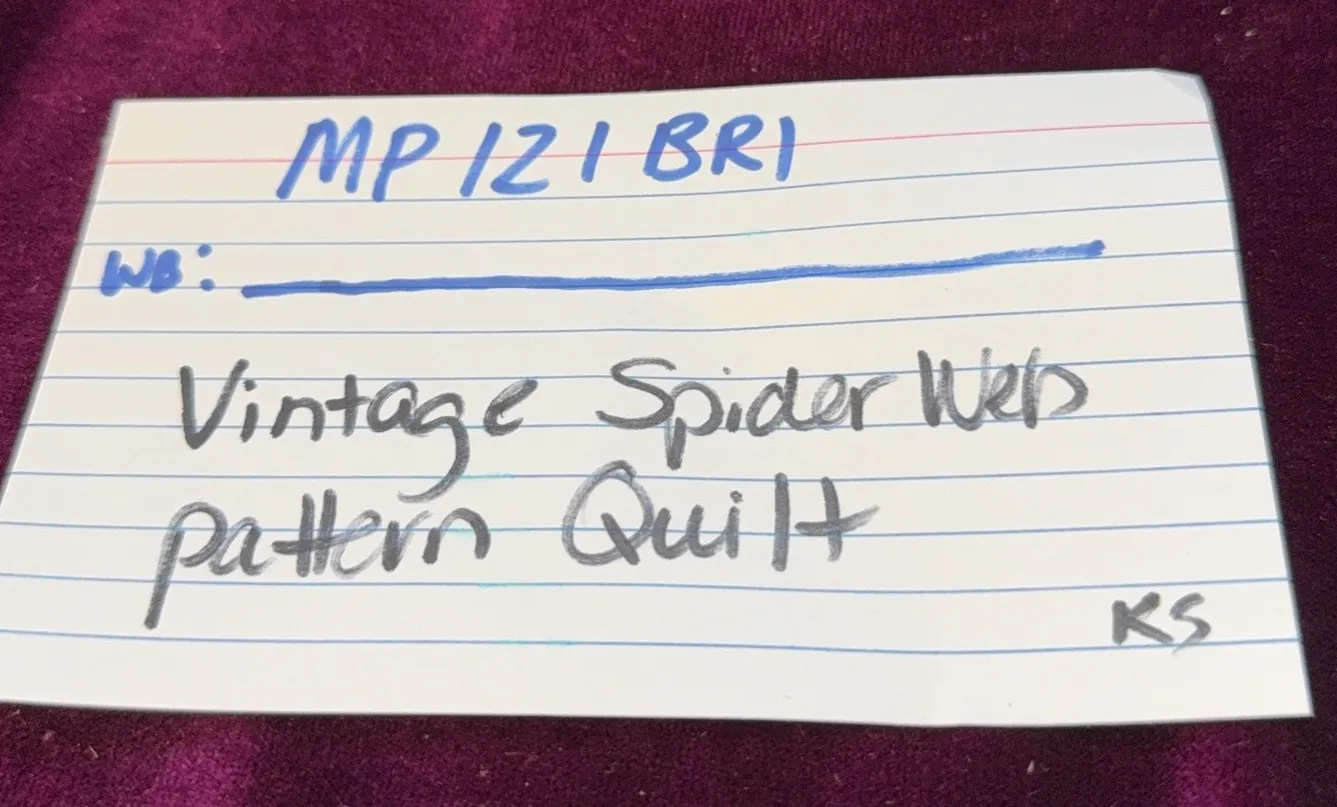 MP 121 BR1
WB:
Vintage Spider Web
pattern Quilt
KS